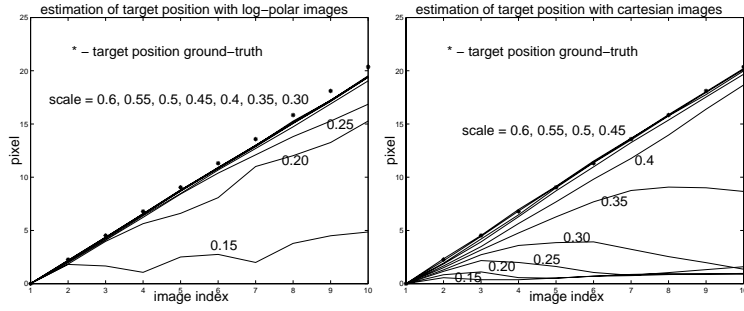 estimation of target position with log−polar images
25
20
15
10
5
0
pixel
* − target position ground−truth
scale = 0.6, 0.55, 0.5, 0.45, 0.4, 0.35, 0.30
0.25
0.20
0.15
1 2 3 4 5 6 7 8 9 10
image index
estimation of target position with cartesian images
25
20
15
10
5
0
pixel
* − target position ground−truth
scale = 0.6, 0.55, 0.5, 0.45
0.4
0.35
0.30
0.25
0.20
0.15
1 2 3 4 5 6 7 8 9 10
image index